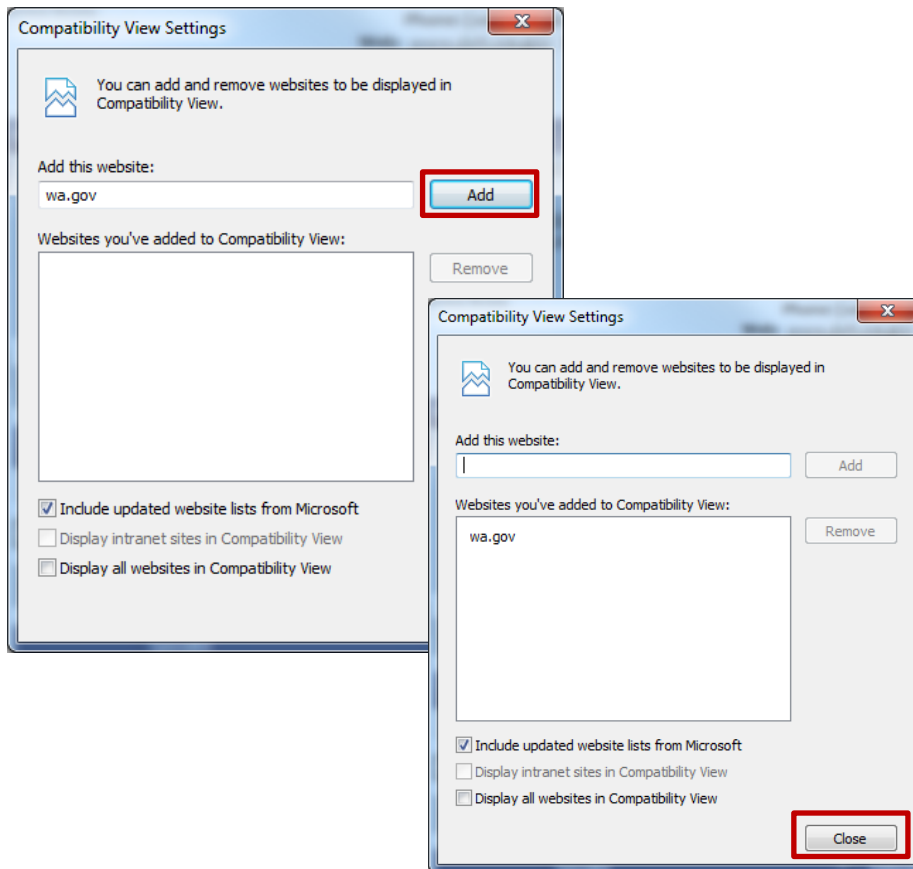 Compatibility View Settings
You can add and remove websites to be displayed in
Compatibility View.
Add this website:
wa.gov
Add
Websites you've added to Compatibility View:
Remove
Include updated website lists from Microsoft
Display intranet sites in Compatibility View
Display all websites in Compatibility View
Compatibility View Settings
You can add and remove websites to be displayed in
Compatibility View.
Add this website:
Add
Websites you've added to Compatibility View:
wa.gov
Remove
Include updated website lists from Microsoft
Display intranet sites in Compatibility View
Display all websites in Compatibility View
Close